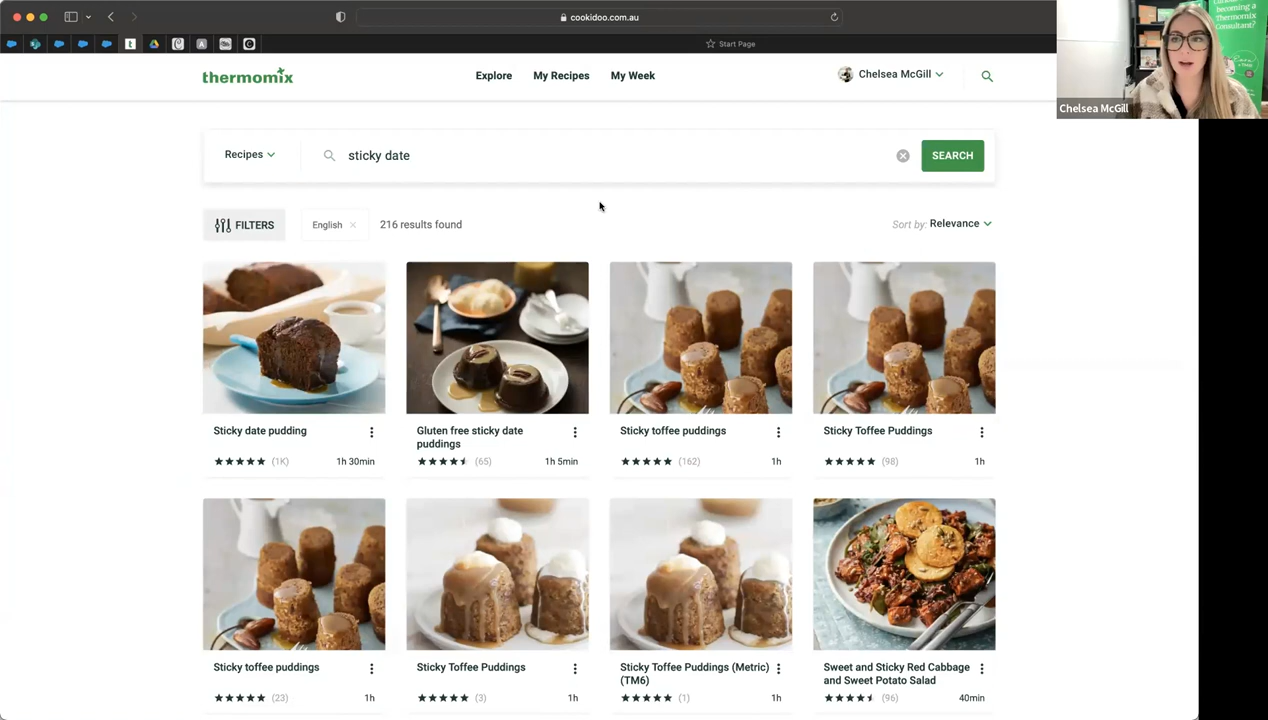 cookidoo.com.au
Start Page
becoming a
Thermomix
Consultant?
thermomix
Explore
My Recipes
My Week
Chelsea McGill
Chelsea McGill
Recipes
sticky date
SEARCH
FILTERS
English
216 results found
Sort by: Relevance
Sticky date pudding
(1K)
1h 30min
Gluten free sticky date
puddings
(65)
1h 5min
Sticky toffee puddings
(162)
1h
Sticky Toffee Puddings
(98)
1h
Sticky toffee puddings
(23)
1h
Sticky Toffee Puddings
(3)
1h
Sticky Toffee Puddings (Metric)
(TM6)
(1)
1h
Sweet and Sticky Red Cabbage
and Sweet Potato Salad
(96)
40min